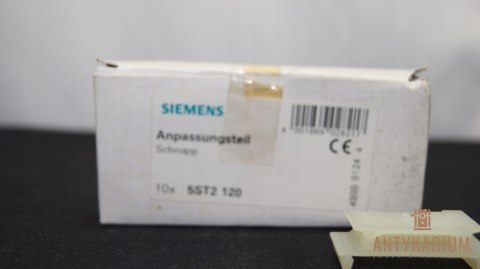 SIEMENS
Anpassungsteil
Schnapp
10x 5ST2 120
CE
ANTYKARIUM